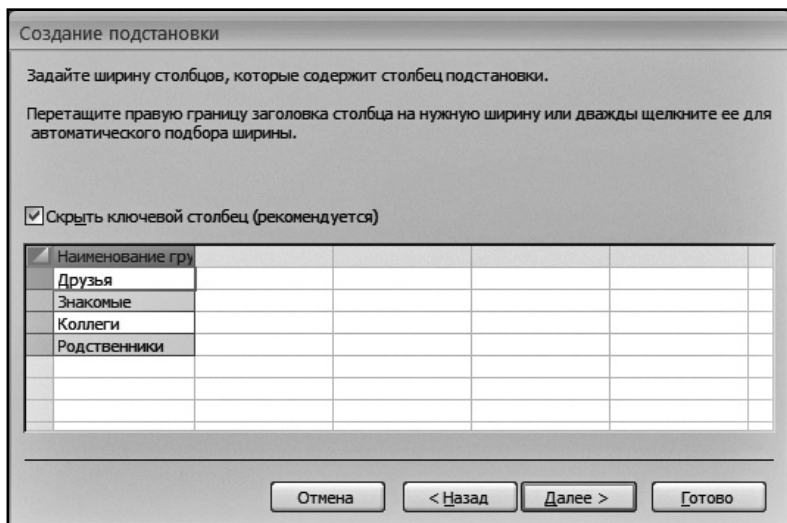 Создание подстановки
Задайте ширину столбцов, которые содержит столбец подстановки.
Перетащите правую границу заголовка столбца на нужную ширину или дважды щелкните ее для
автоматического подбора ширины.
Скрыть ключевой столбец (рекомендуется)
Наименование гру
Друзья
Знакомые
Коллеги
Родственники
Отмена
< Назад
Далее >
Готово